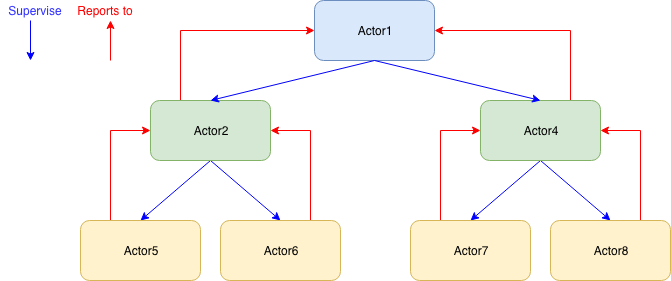 Supervise
Reports to
Actor1
Actor2
Actor4
Actor5
Actor6
Actor7
Actor8